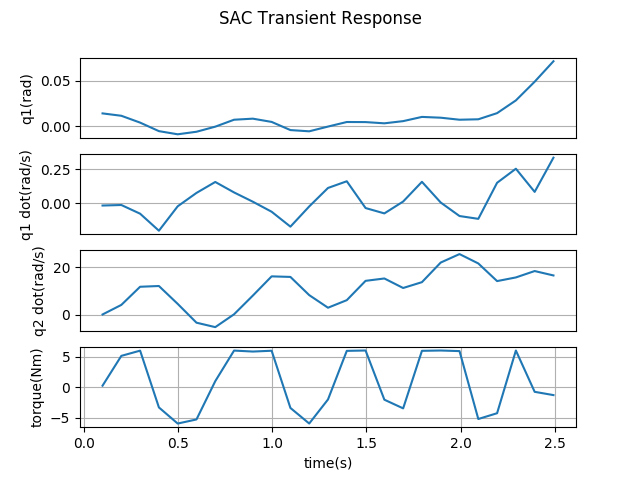 SAC Transient Response
q1(rad)
0.05
0.00
q1 dot(rad/s)
0.25
0.00
q2 dot(rad/s)
20
0
torque(Nm)
5
0
−5
0.0 0.5 1.0 1.5 2.0 2.5
time(s)